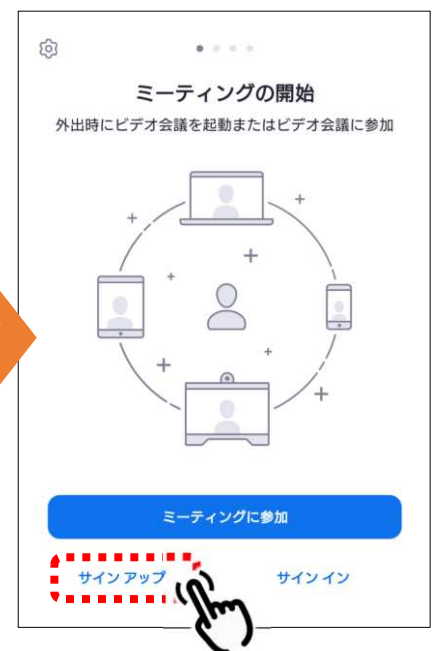 ミーティングの開始
外出時にビデオ会議を起動またはビデオ会議に参加
ミーティングに参加
サイン アップ
サイン イン